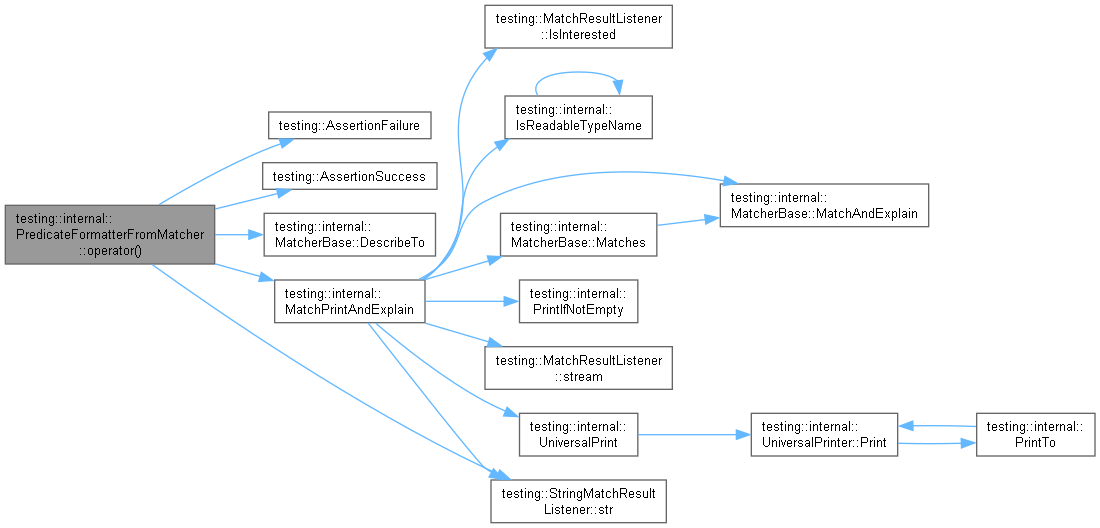 testing::internal::
PredicateFormatterFromMatcher
::operator()
testing::AssertionFailure
testing::AssertionSuccess
testing::internal::
MatcherBase::DescribeTo
testing::internal::
MatchPrintAndExplain
testing::MatchResultListener
::IsInterested
testing::internal::
IsReadableTypeName
testing::internal::
MatcherBase::Matches
testing::internal::
MatcherBase::MatchAndExplain
testing::internal::
PrintIfNotEmpty
testing::MatchResultListener
::stream
testing::internal::
UniversalPrint
testing::internal::
UniversalPrinter::Print
testing::internal::
PrintTo
testing::StringMatchResult
Listener::str